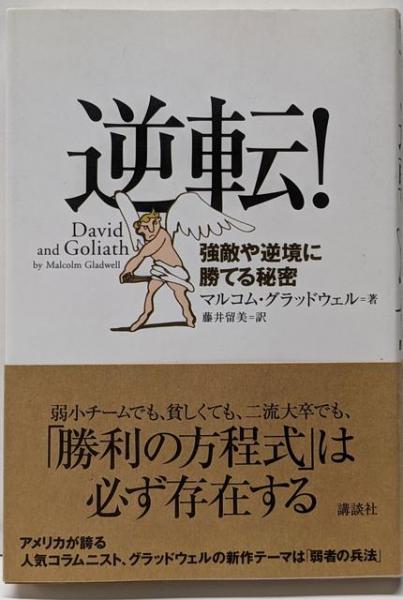 逆転!
David
and Goliath
by Malcolm Gladwell
強敵や逆境に
勝てる秘密
マルコム・グラッドウェル=著
藤井留美=訳
弱小チームでも、貧しくても、二流大卒でも、
「勝利の方程式」は
必ず存在する
講談社
アメリカが誇る
人気コラムニスト、グラッドウェルの新作テーマは「弱者の兵法」